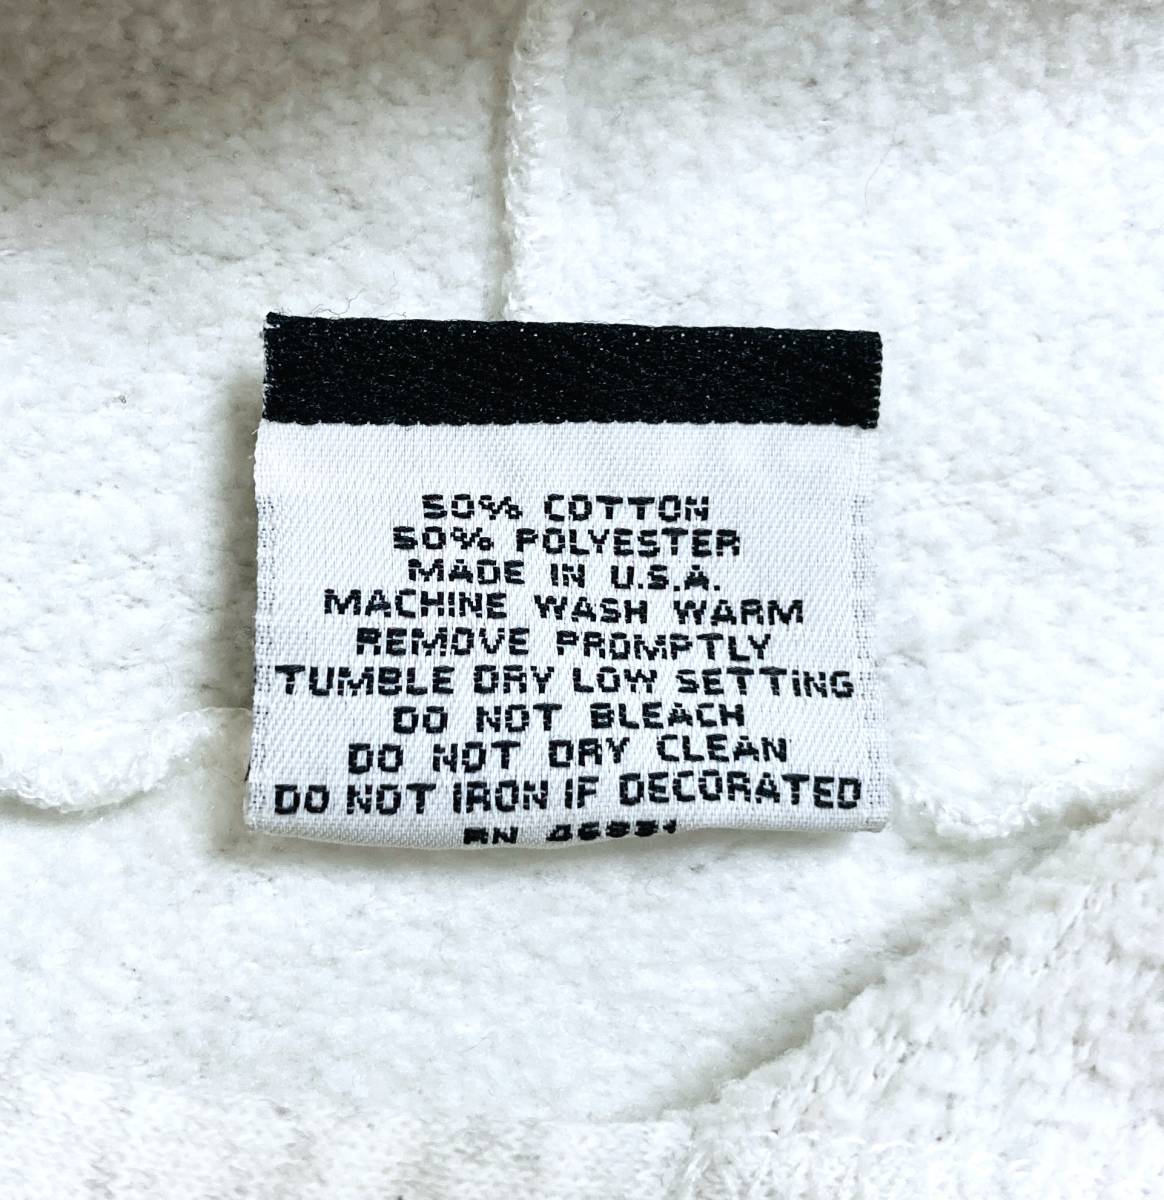 50% COTTON
50% POLYESTER
MADE IN U.S.A.
MACHINE WASH WARM
REMOVE PROMPTLY
TUMBLE DRY LOW SETTING
DO NOT BLEACH
DO NOT DRY CLEAN
DO NOT IRON IF DECORATED
RN